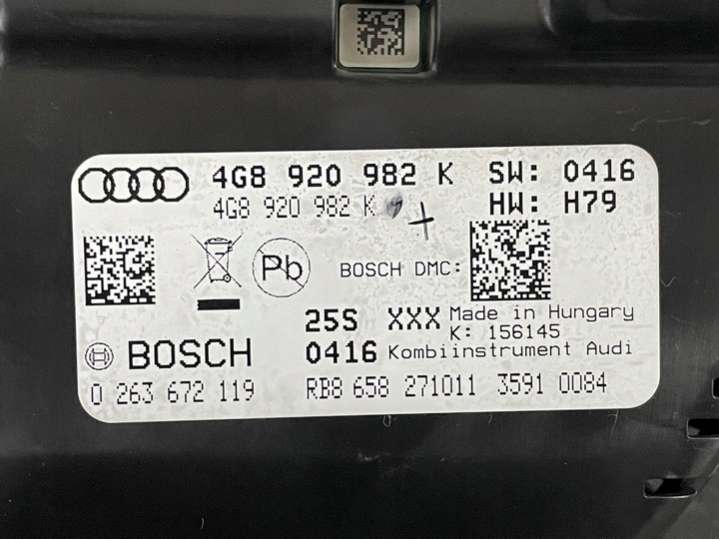 4G8 920 982 K SW: 0416
4G8 920 982 K HW: H79
Pb BOSCH DMC:
25S XXX Made in Hungary
K: 156145
BOSCH 0416 Kombiinstrument Audi
0 263 672 119 RB8 658 271011 3591 0084